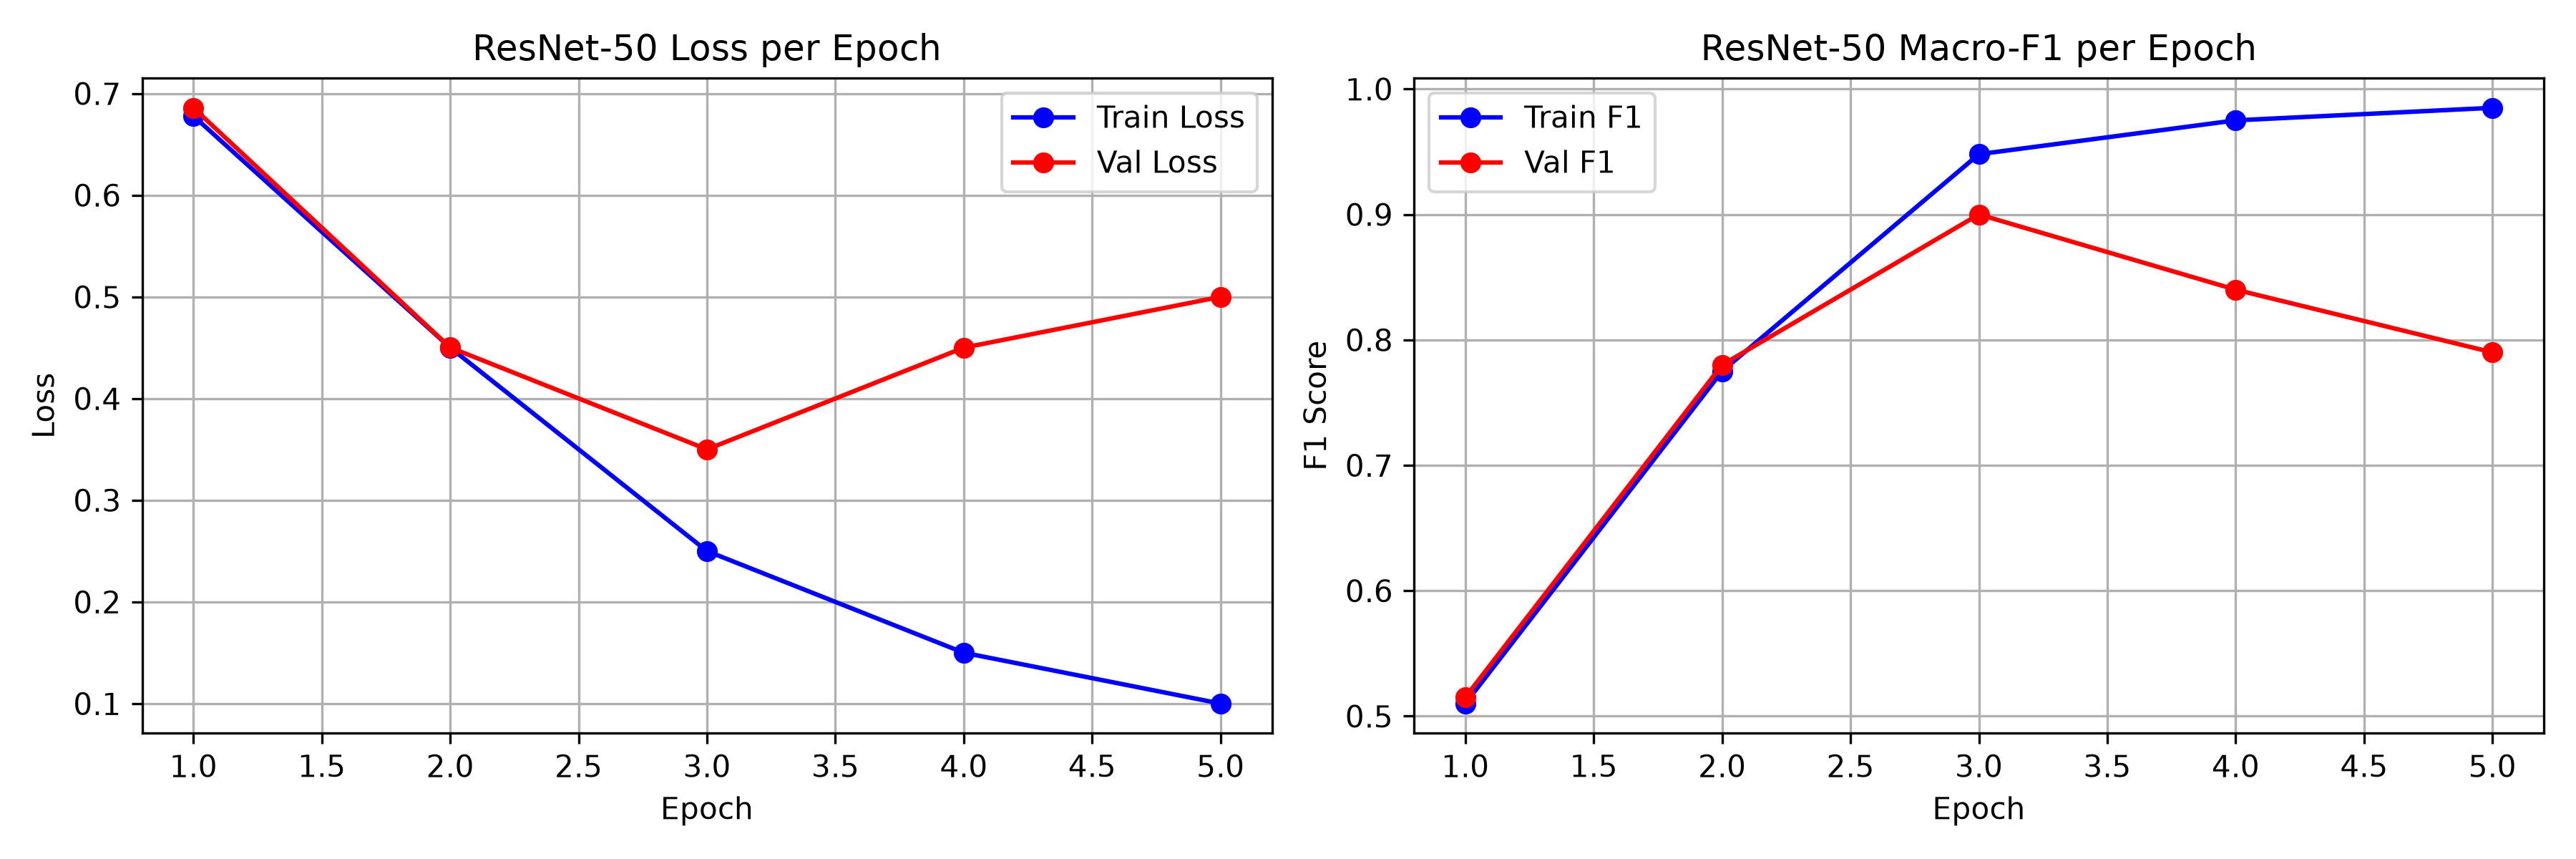 ResNet-50 Loss per Epoch
Loss
0.7
0.6
0.5
0.4
0.3
0.2
0.1
Train Loss
Val Loss
1.0 1.5 2.0 2.5 3.0 3.5 4.0 4.5 5.0
Epoch
ResNet-50 Macro-F1 per Epoch
F1 Score
1.0
0.9
0.8
0.7
0.6
0.5
Train F1
Val F1
1.0 1.5 2.0 2.5 3.0 3.5 4.0 4.5 5.0
Epoch